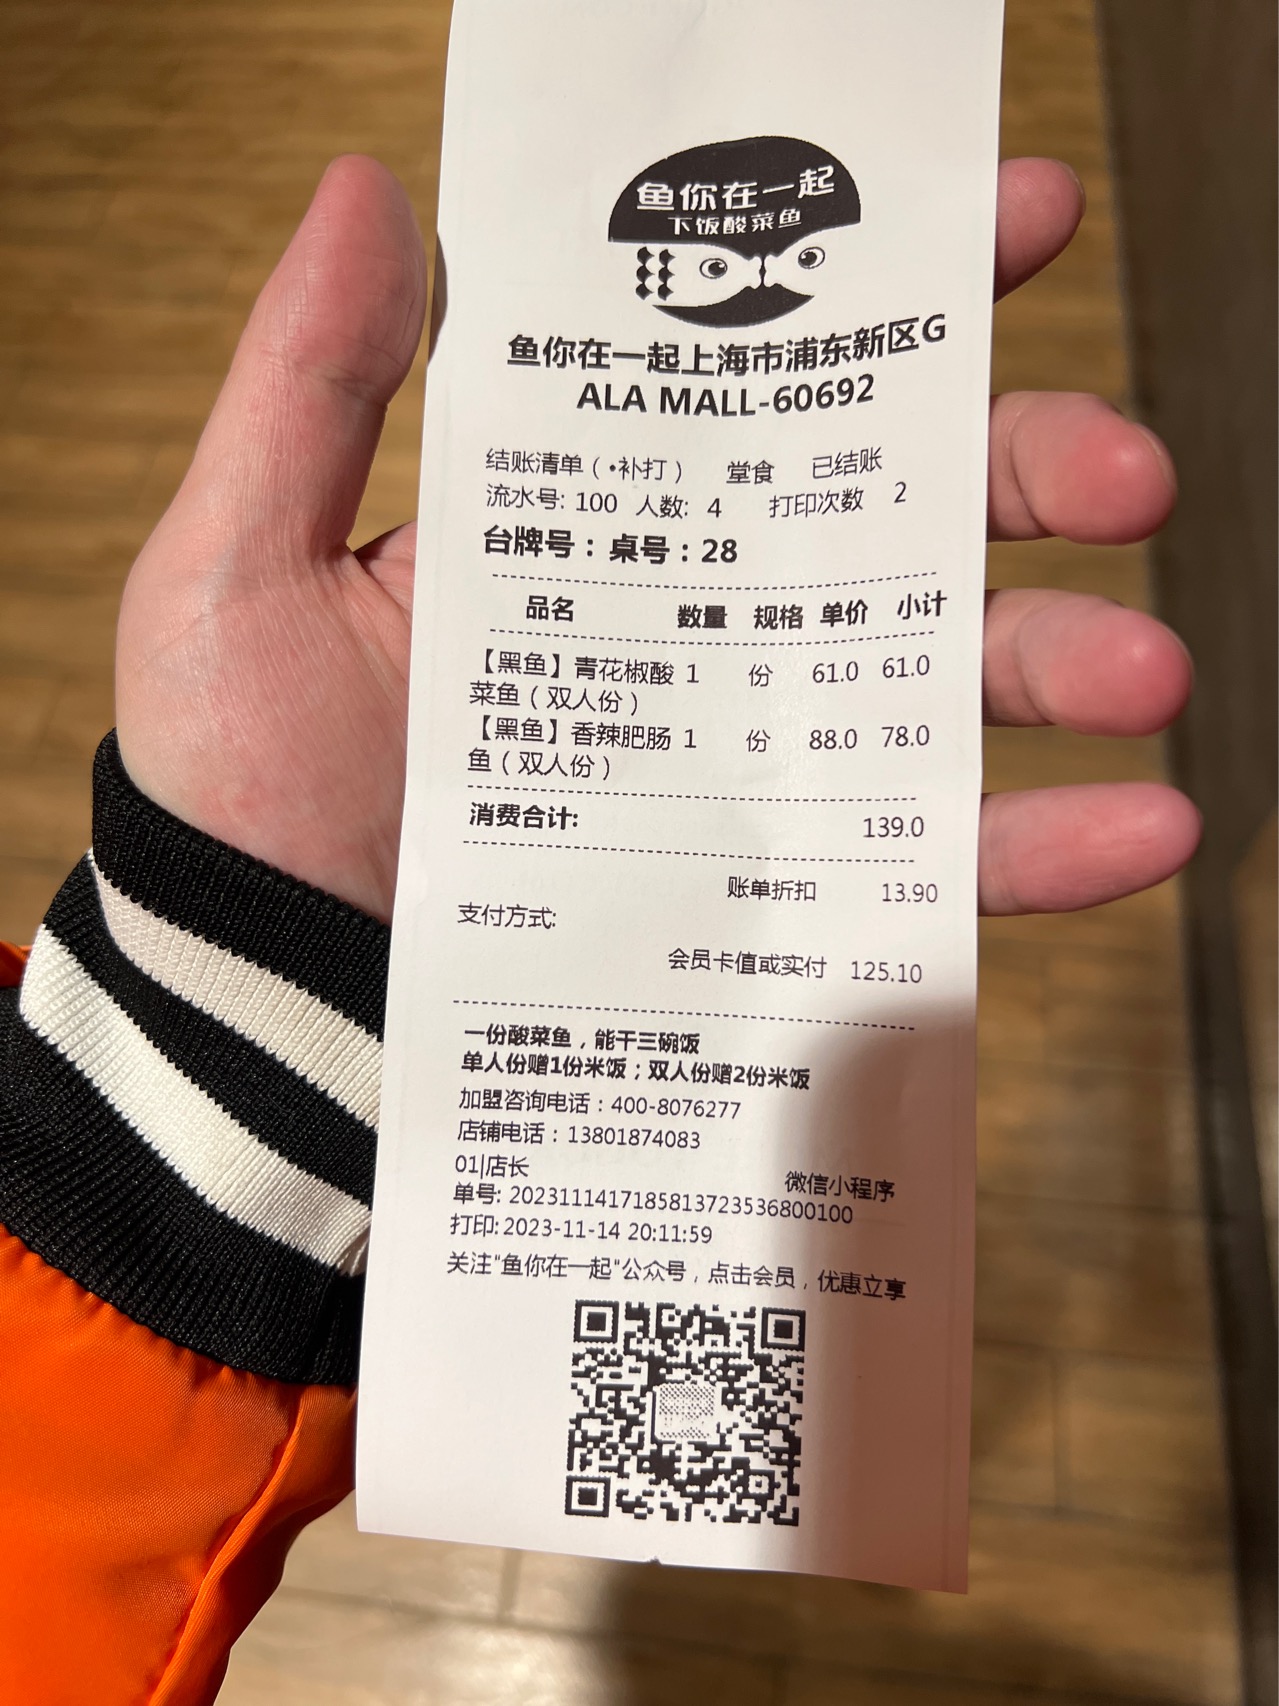 鱼你在一起
下饭酸菜鱼
鱼你在一起上海市浦东新区G
ALA MALL-60692
结账清单（•补打） 堂食 已结账
流水号: 100 人数: 4 打印次数 2
台牌号：桌号：28
品名 数量 规格 单价 小计
【黑鱼】青花椒酸 1 份 61.0 61.0
菜鱼（双人份）
【黑鱼】香辣肥肠 1 份 88.0 78.0
鱼（双人份）
消费合计: 139.0
账单折扣 13.90
支付方式:
会员卡值或实付 125.10
一份酸菜鱼，能干三碗饭
单人份赠1份米饭；双人份赠2份米饭
加盟咨询电话：400-8076277
店铺电话：13801874083
01|店长 微信小程序
单号: 20231114171858137235368​00100
打印: 2023-11-14 20:11:59
关注"鱼你在一起"公众号，点击会员，优惠立享